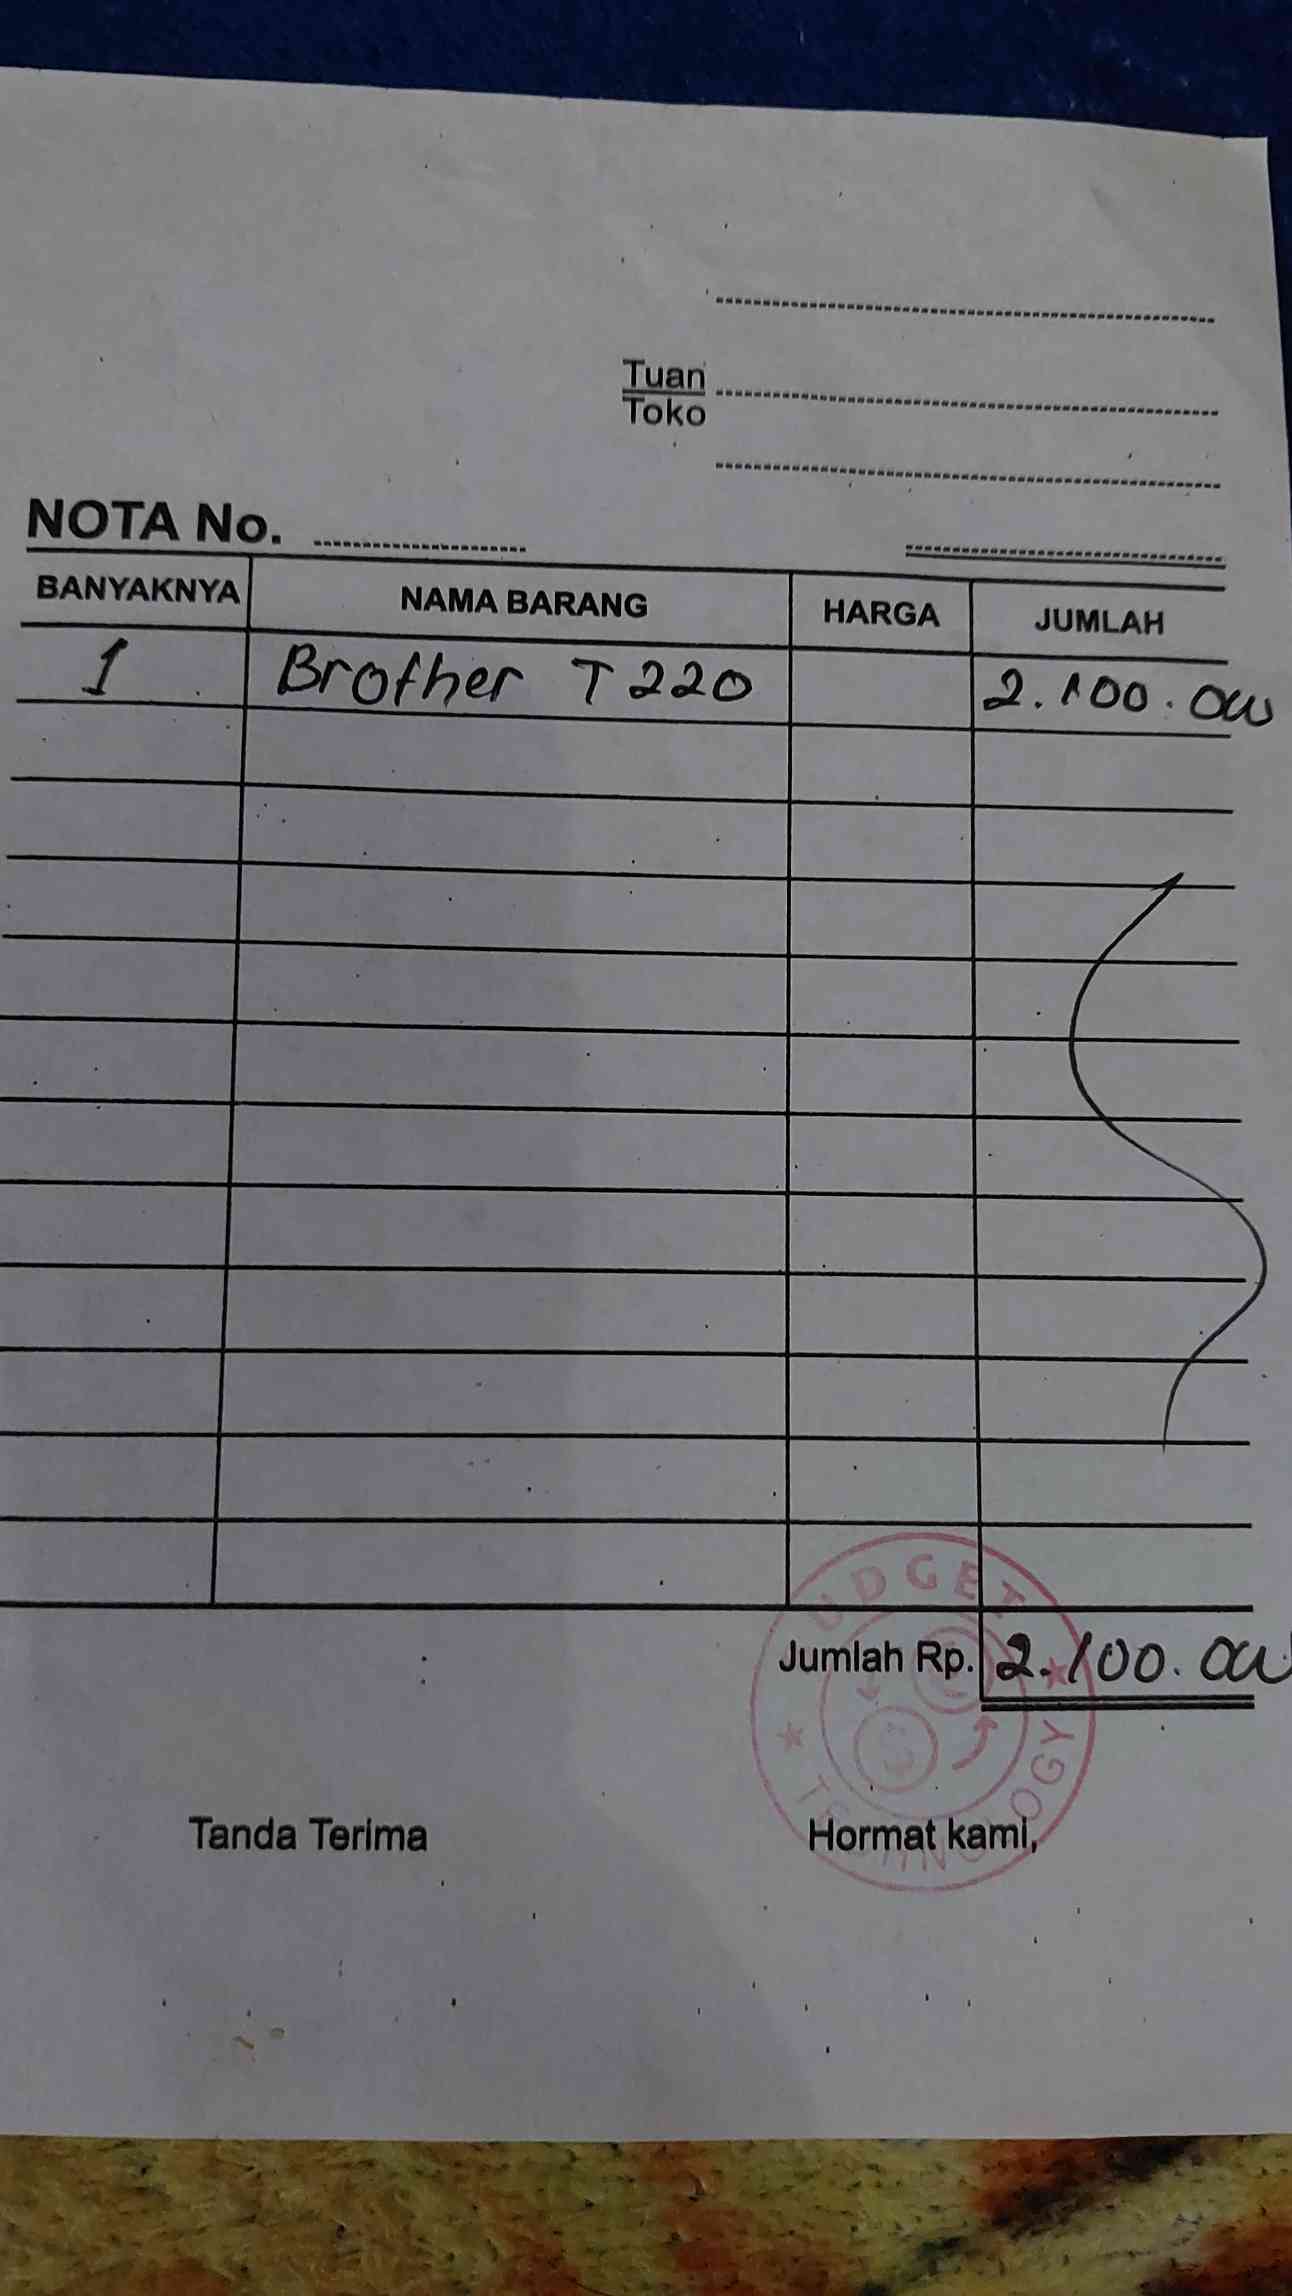 Tuan
Toko
NOTA No.
BANYAKNYA NAMA BARANG HARGA JUMLAH
1 Brother T220 2.100.000
UDGET
Jumlah Rp. 2.100.000
Tanda Terima Hormat kami,